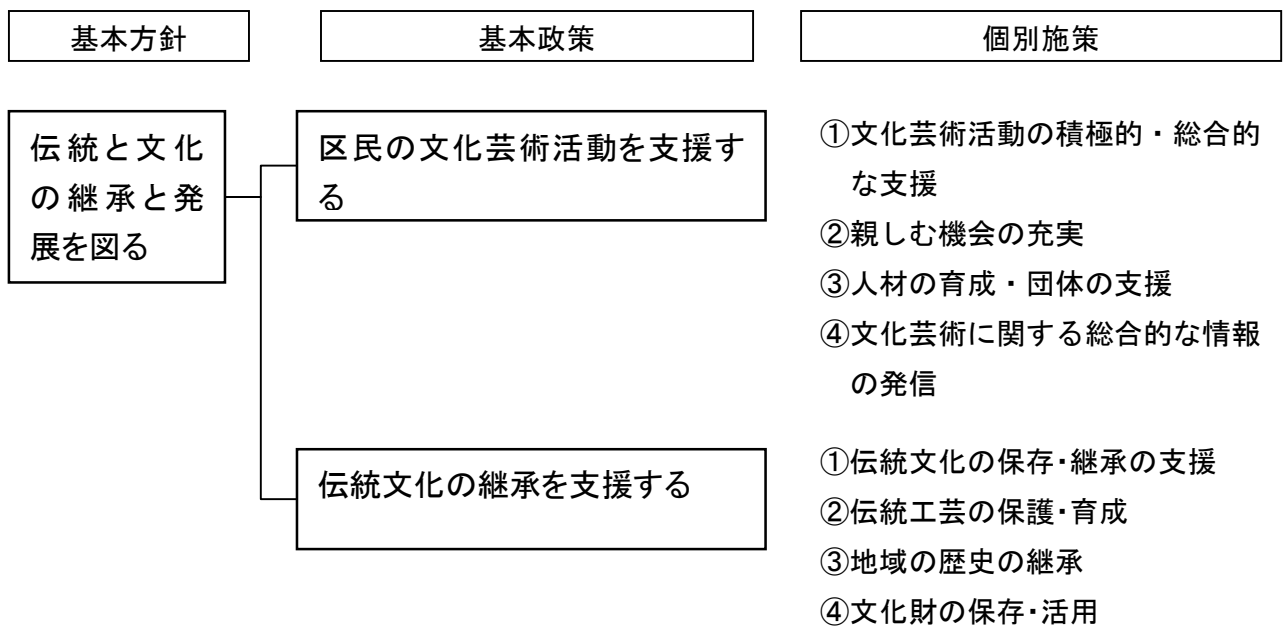 基本方針
基本政策
個別施策
伝統と文化
の継承と発
展を図る
区民の文化芸術活動を支援す
る
①文化芸術活動の積極的・総合的
な支援
②親しむ機会の充実
③人材の育成・団体の支援
④文化芸術に関する総合的な情報
の発信
伝統文化の継承を支援する
①伝統文化の保存・継承の支援
②伝統工芸の保護・育成
③地域の歴史の継承
④文化財の保存・活用